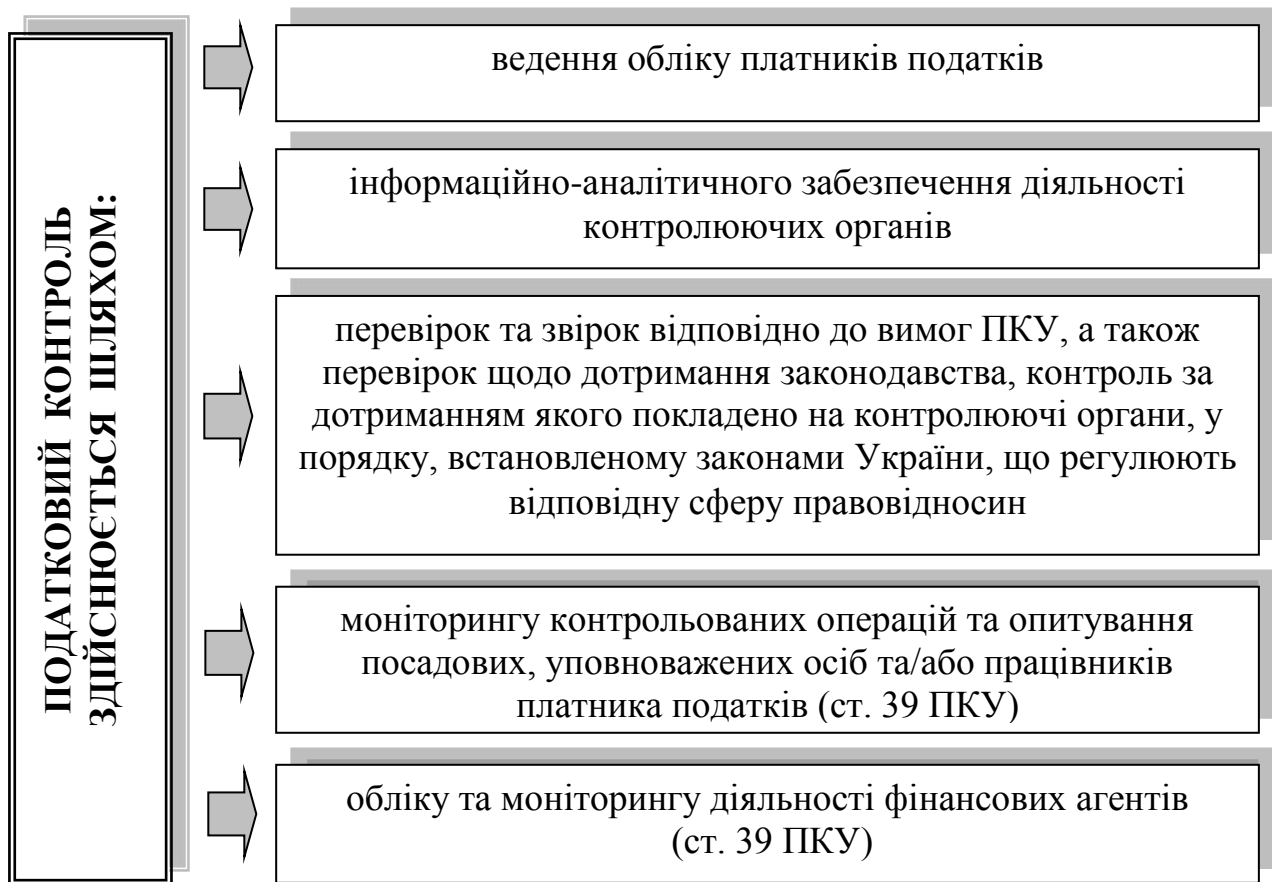 ПОДАТКОВИЙ КОНТРОЛЬ
ЗДІЙСНЮЄТЬСЯ ШЛЯХОМ:
ведення обліку платників податків
інформаційно-аналітичного забезпечення діяльності
контролюючих органів
перевірок та звірок відповідно до вимог ПКУ, а також
перевірок щодо дотримання законодавства, контроль за
дотриманням якого покладено на контролюючі органи, у
порядку, встановленому законами України, що регулюють
відповідну сферу правовідносин
моніторингу контрольованих операцій та опитування
посадових, уповноважених осіб та/або працівників
платника податків (ст. 39 ПКУ)
обліку та моніторингу діяльності фінансових агентів
(ст. 39 ПКУ)